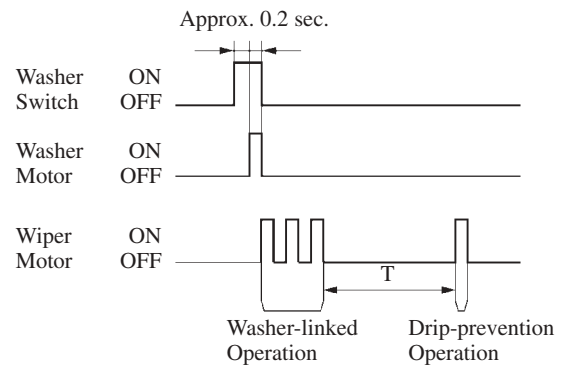 Approx. 0.2 sec.
Washer ON
Switch OFF
Washer ON
Motor OFF
Wiper ON
Motor OFF
T
Washer-linked
Operation
Drip-prevention
Operation